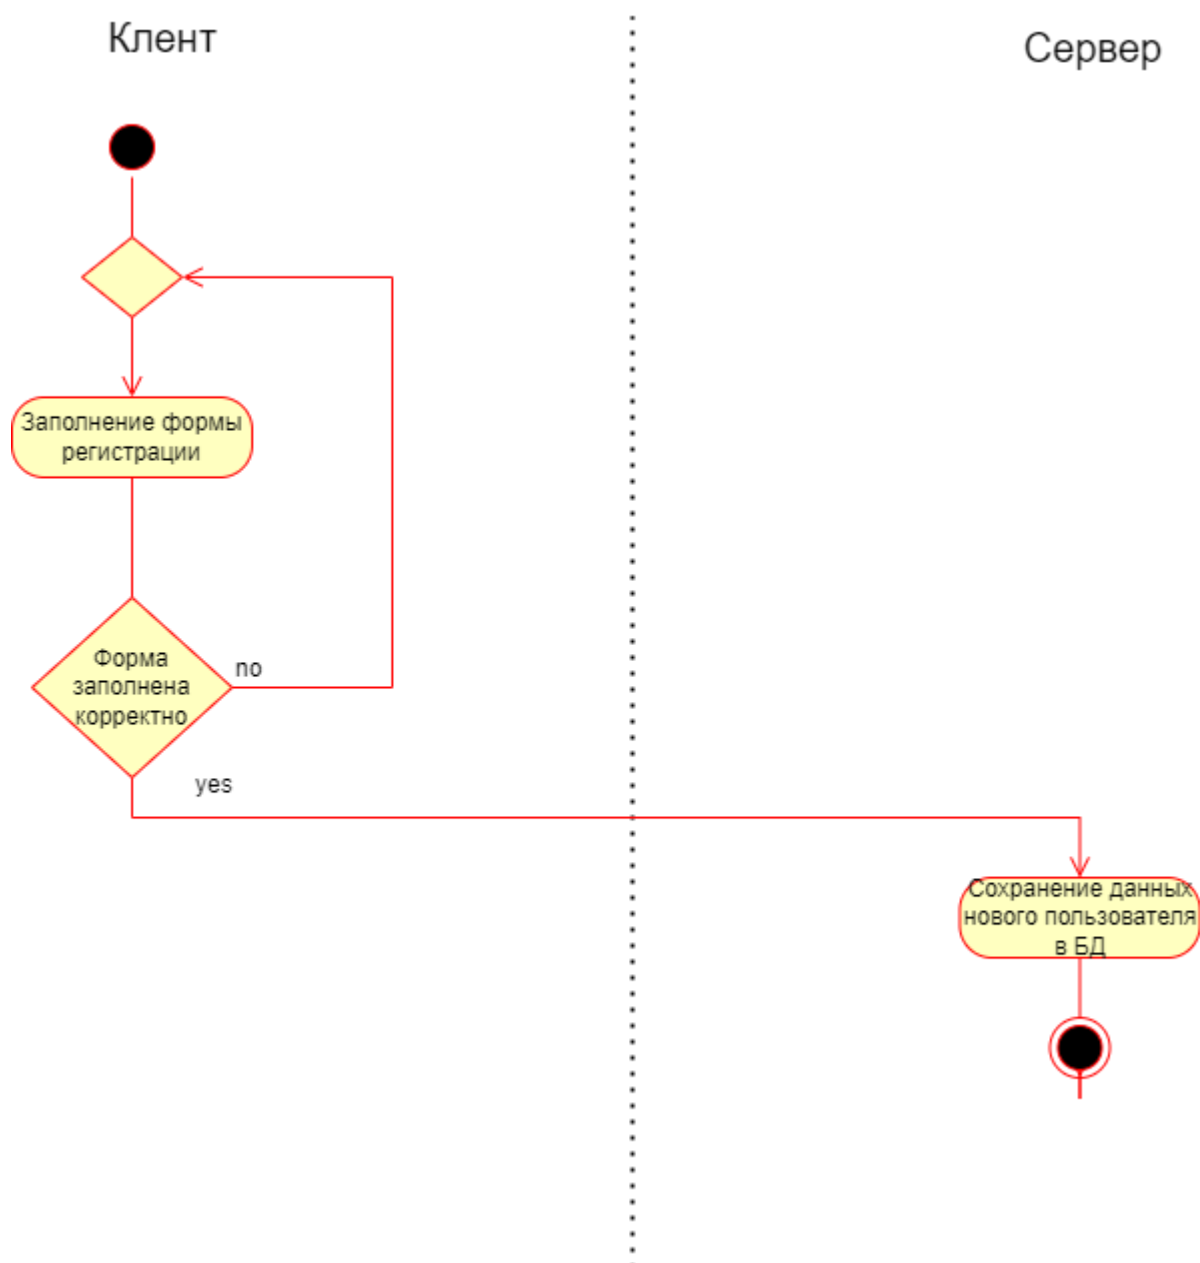 Клент
Сервер
Заполнение формы
регистрации
Форма
заполнена
корректно
no
yes
Сохранение данных
нового пользователя
в БД